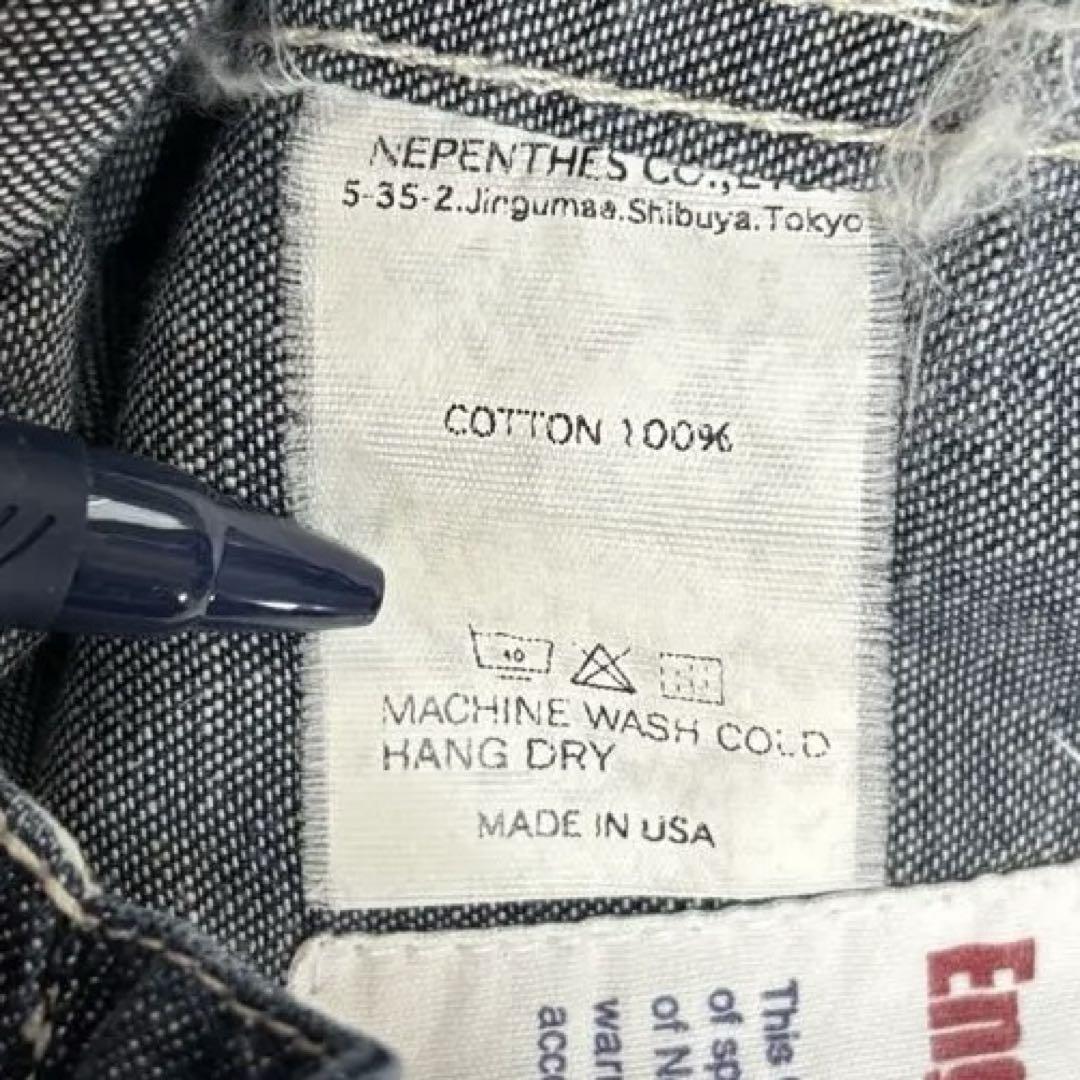 NEPENTHES CO.,
5-35-2.Jingumae.Shibuya.Tokyo
COTTON 100%
40
MACHINE WASH COLD
HANG DRY
MADE IN USA
Eng
This
of sp
of N
warr
acc